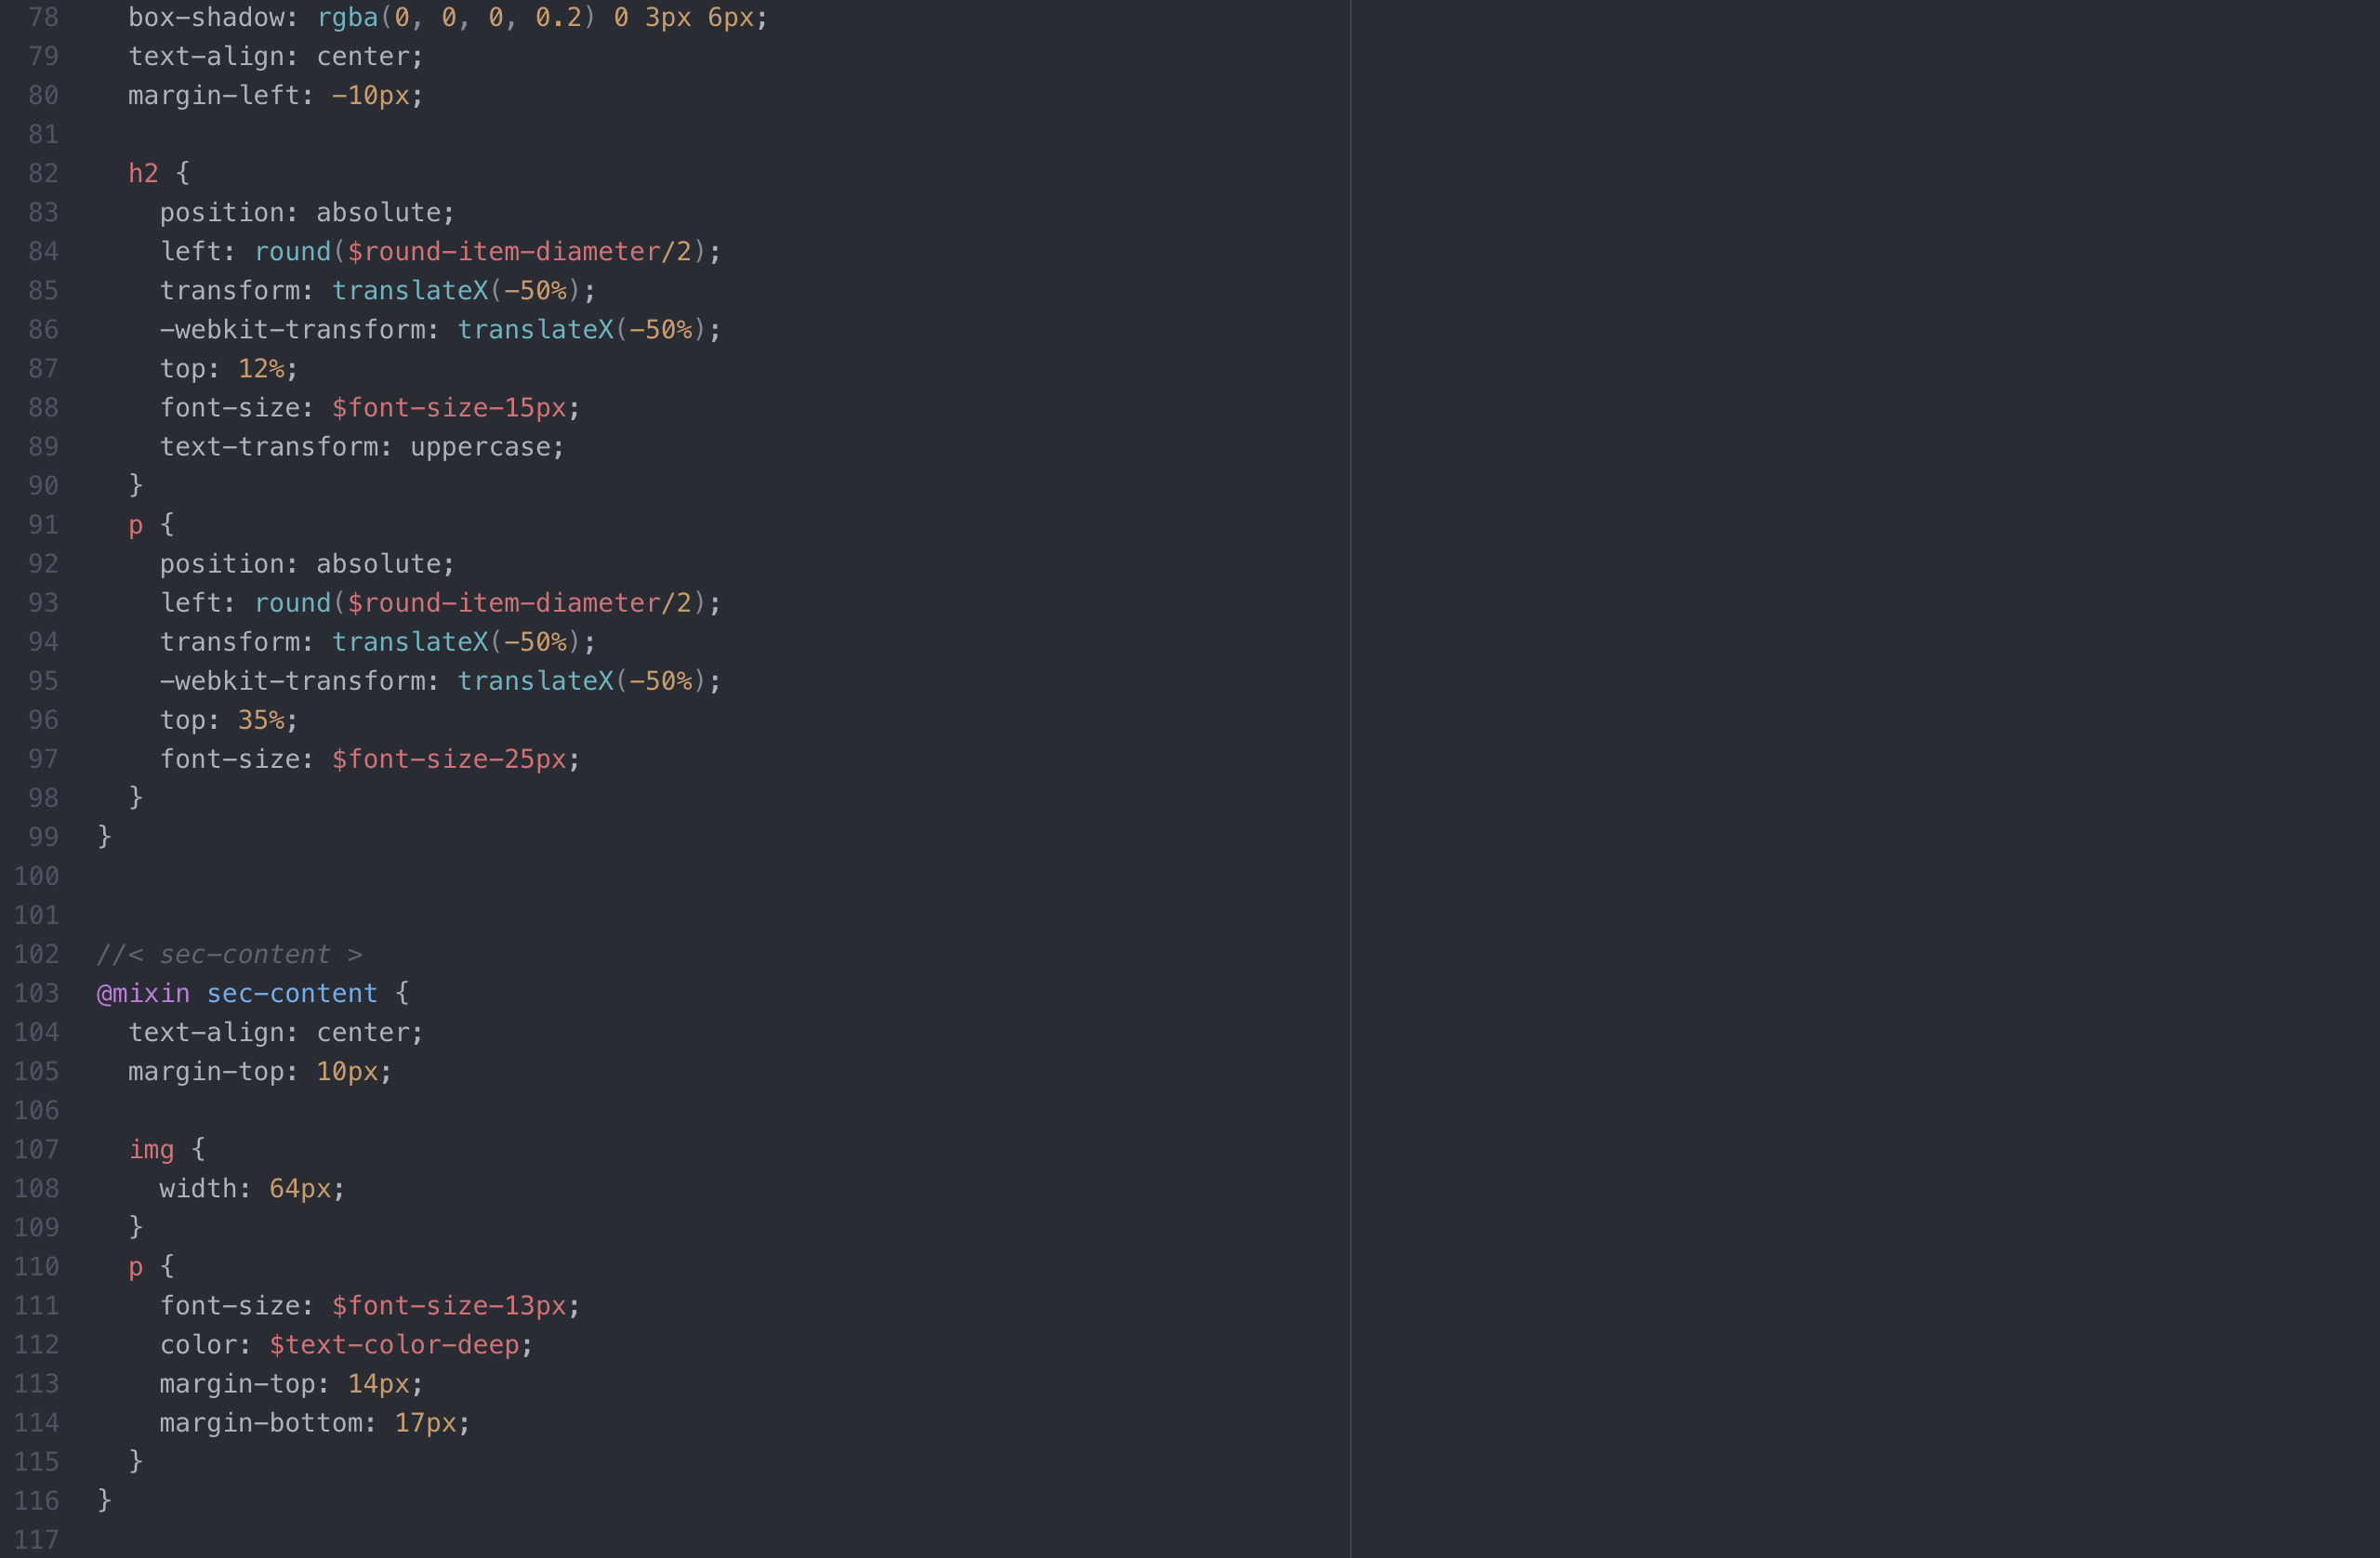 78 box-shadow: rgba(0, 0, 0, 0.2) 0 3px 6px;
79 text-align: center;
80 margin-left: -10px;
81
82 h2 {
83 position: absolute;
84 left: round($round-item-diameter/2);
85 transform: translateX(-50%);
86 -webkit-transform: translateX(-50%);
87 top: 12%;
88 font-size: $font-size-15px;
89 text-transform: uppercase;
90 }
91 p {
92 position: absolute;
93 left: round($round-item-diameter/2);
94 transform: translateX(-50%);
95 -webkit-transform: translateX(-50%);
96 top: 35%;
97 font-size: $font-size-25px;
98 }
99 }
100
101
102 //< sec-content >
103 @mixin sec-content {
104 text-align: center;
105 margin-top: 10px;
106
107 img {
108 width: 64px;
109 }
110 p {
111 font-size: $font-size-13px;
112 color: $text-color-deep;
113 margin-top: 14px;
114 margin-bottom: 17px;
115 }
116 }
117